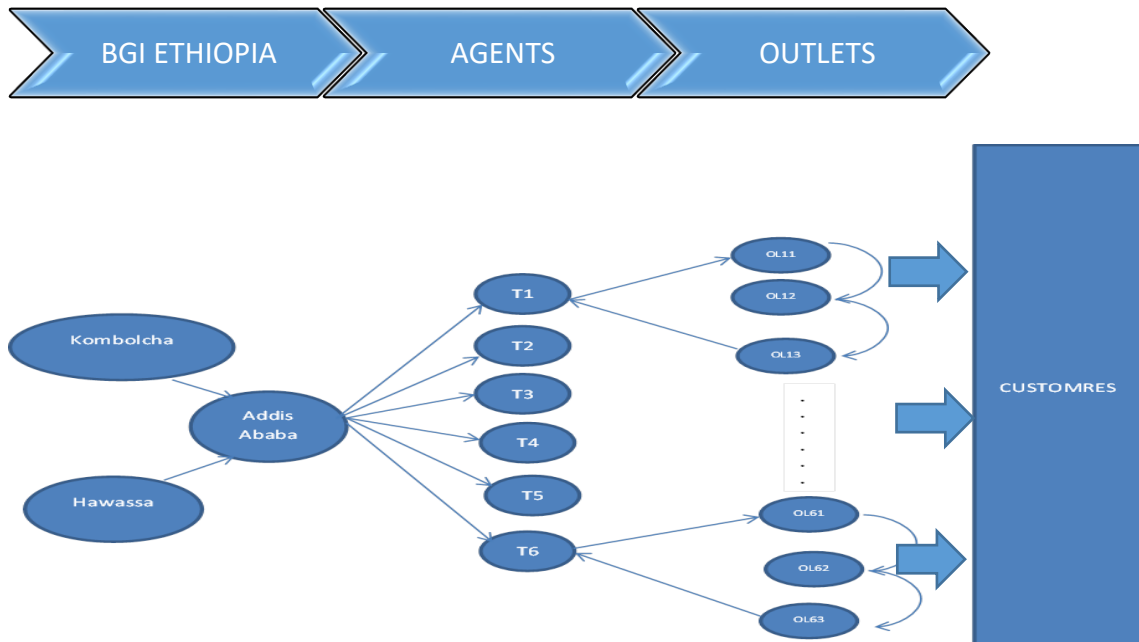 BGI ETHIOPIA
AGENTS
OUTLETS
Kombolcha
Hawassa
Addis
Ababa
T1
T2
T3
T4
T5
T6
OL11
OL12
OL13
OL61
OL62
OL63
CUSTOMRES